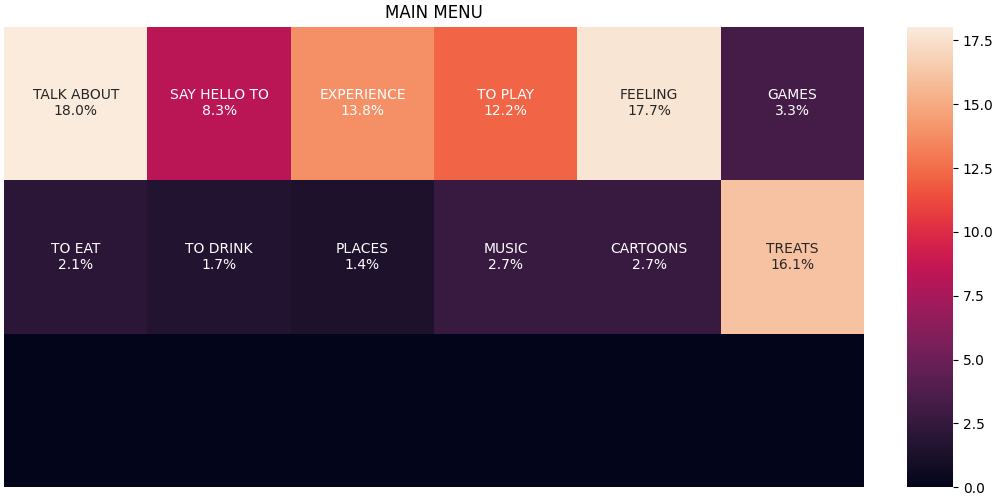 MAIN MENU
TALK ABOUT
18.0%
SAY HELLO TO
8.3%
EXPERIENCE
13.8%
TO PLAY
12.2%
FEELING
17.7%
GAMES
3.3%
TO EAT
2.1%
TO DRINK
1.7%
PLACES
1.4%
MUSIC
2.7%
CARTOONS
2.7%
TREATS
16.1%
17.5
15.0
12.5
10.0
7.5
5.0
2.5
0.0